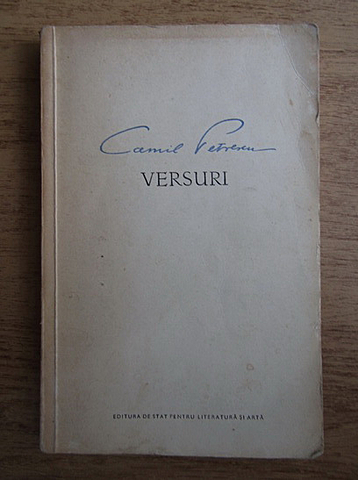 Camil Petrescu
VERSURI
EDITURA DE STAT PENTRU LITERATURĂ ȘI ARTĂ